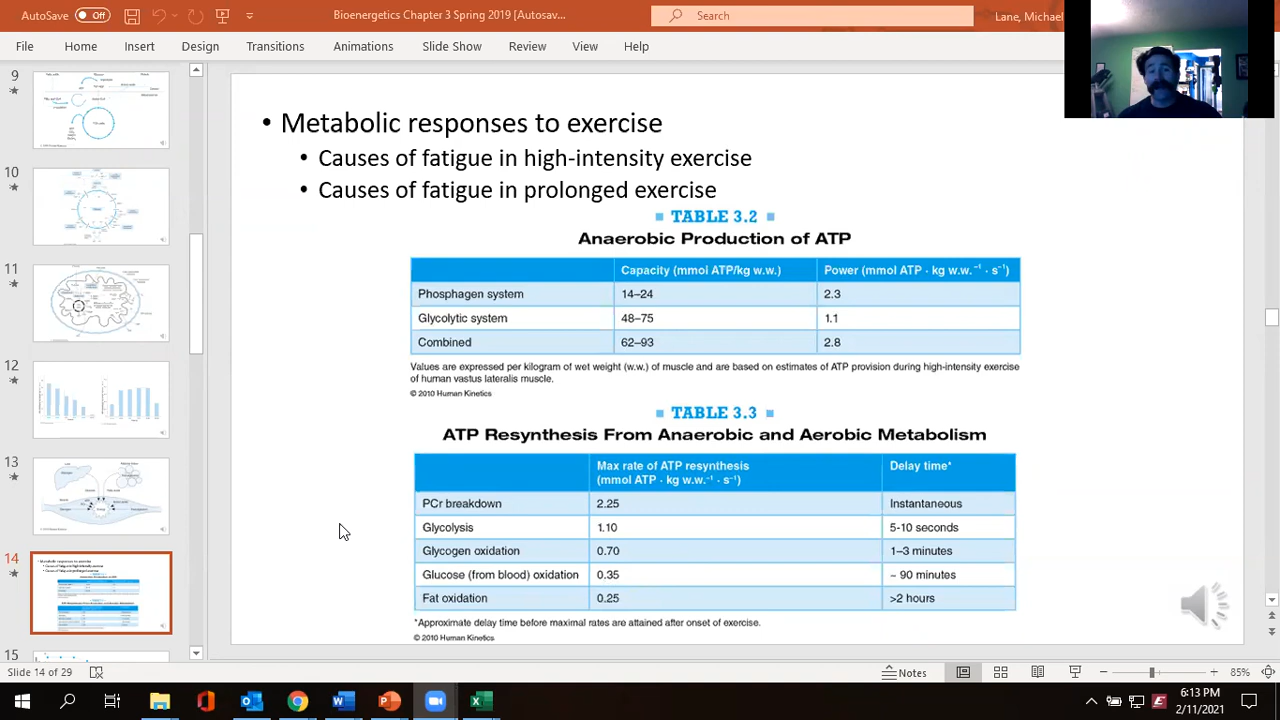 AutoSave Off Bioenergetics Chapter 3 Spring 2019 [Autosav... Search Lane, Michael
File Home Insert Design Transitions Animations Slide Show Review View Help
9
10
11
12
13
14
15
• Metabolic responses to exercise
• Causes of fatigue in high-intensity exercise
• Causes of fatigue in prolonged exercise
TABLE 3.2
Anaerobic Production of ATP
Capacity (mmol ATP/kg w.w.) Power (mmol ATP · kg w.w.⁻¹ · s⁻¹)
Phosphagen system 14–24 2.3
Glycolytic system 48–75 1.1
Combined 62–93 2.8
Values are expressed per kilogram of wet weight (w.w.) of muscle and are based on estimates of ATP provision during high-intensity exercise
of human vastus lateralis muscle.
© 2010 Human Kinetics
TABLE 3.3
ATP Resynthesis From Anaerobic and Aerobic Metabolism
Max rate of ATP resynthesis Delay time*
(mmol ATP · kg w.w.⁻¹ · s⁻¹)
PCr breakdown 2.25 Instantaneous
Glycolysis 1.10 5-10 seconds
Glycogen oxidation 0.70 1–3 minutes
Glucose (from blood) oxidation 0.35 ~ 90 minutes
Fat oxidation 0.25 >2 hours
*Approximate delay time before maximal rates are attained after onset of exercise.
© 2010 Human Kinetics
Slide 14 of 29 Notes 85%
6:13 PM
2/11/2021